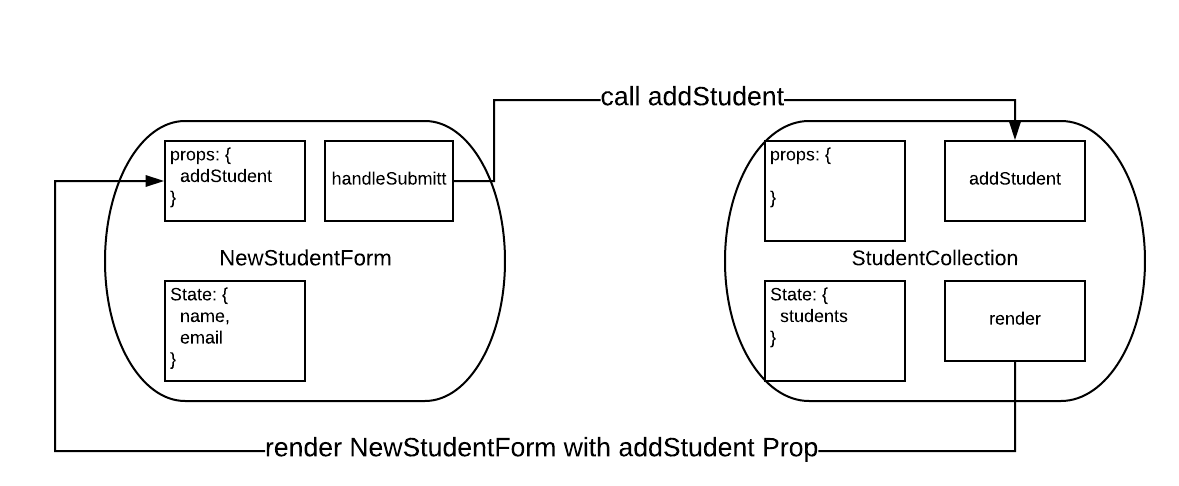 call addStudent
props: {
addStudent
}
handleSubmitt
NewStudentForm
State: {
name,
email
}
props: {
}
addStudent
StudentCollection
State: {
students
}
render
render NewStudentForm with addStudent Prop